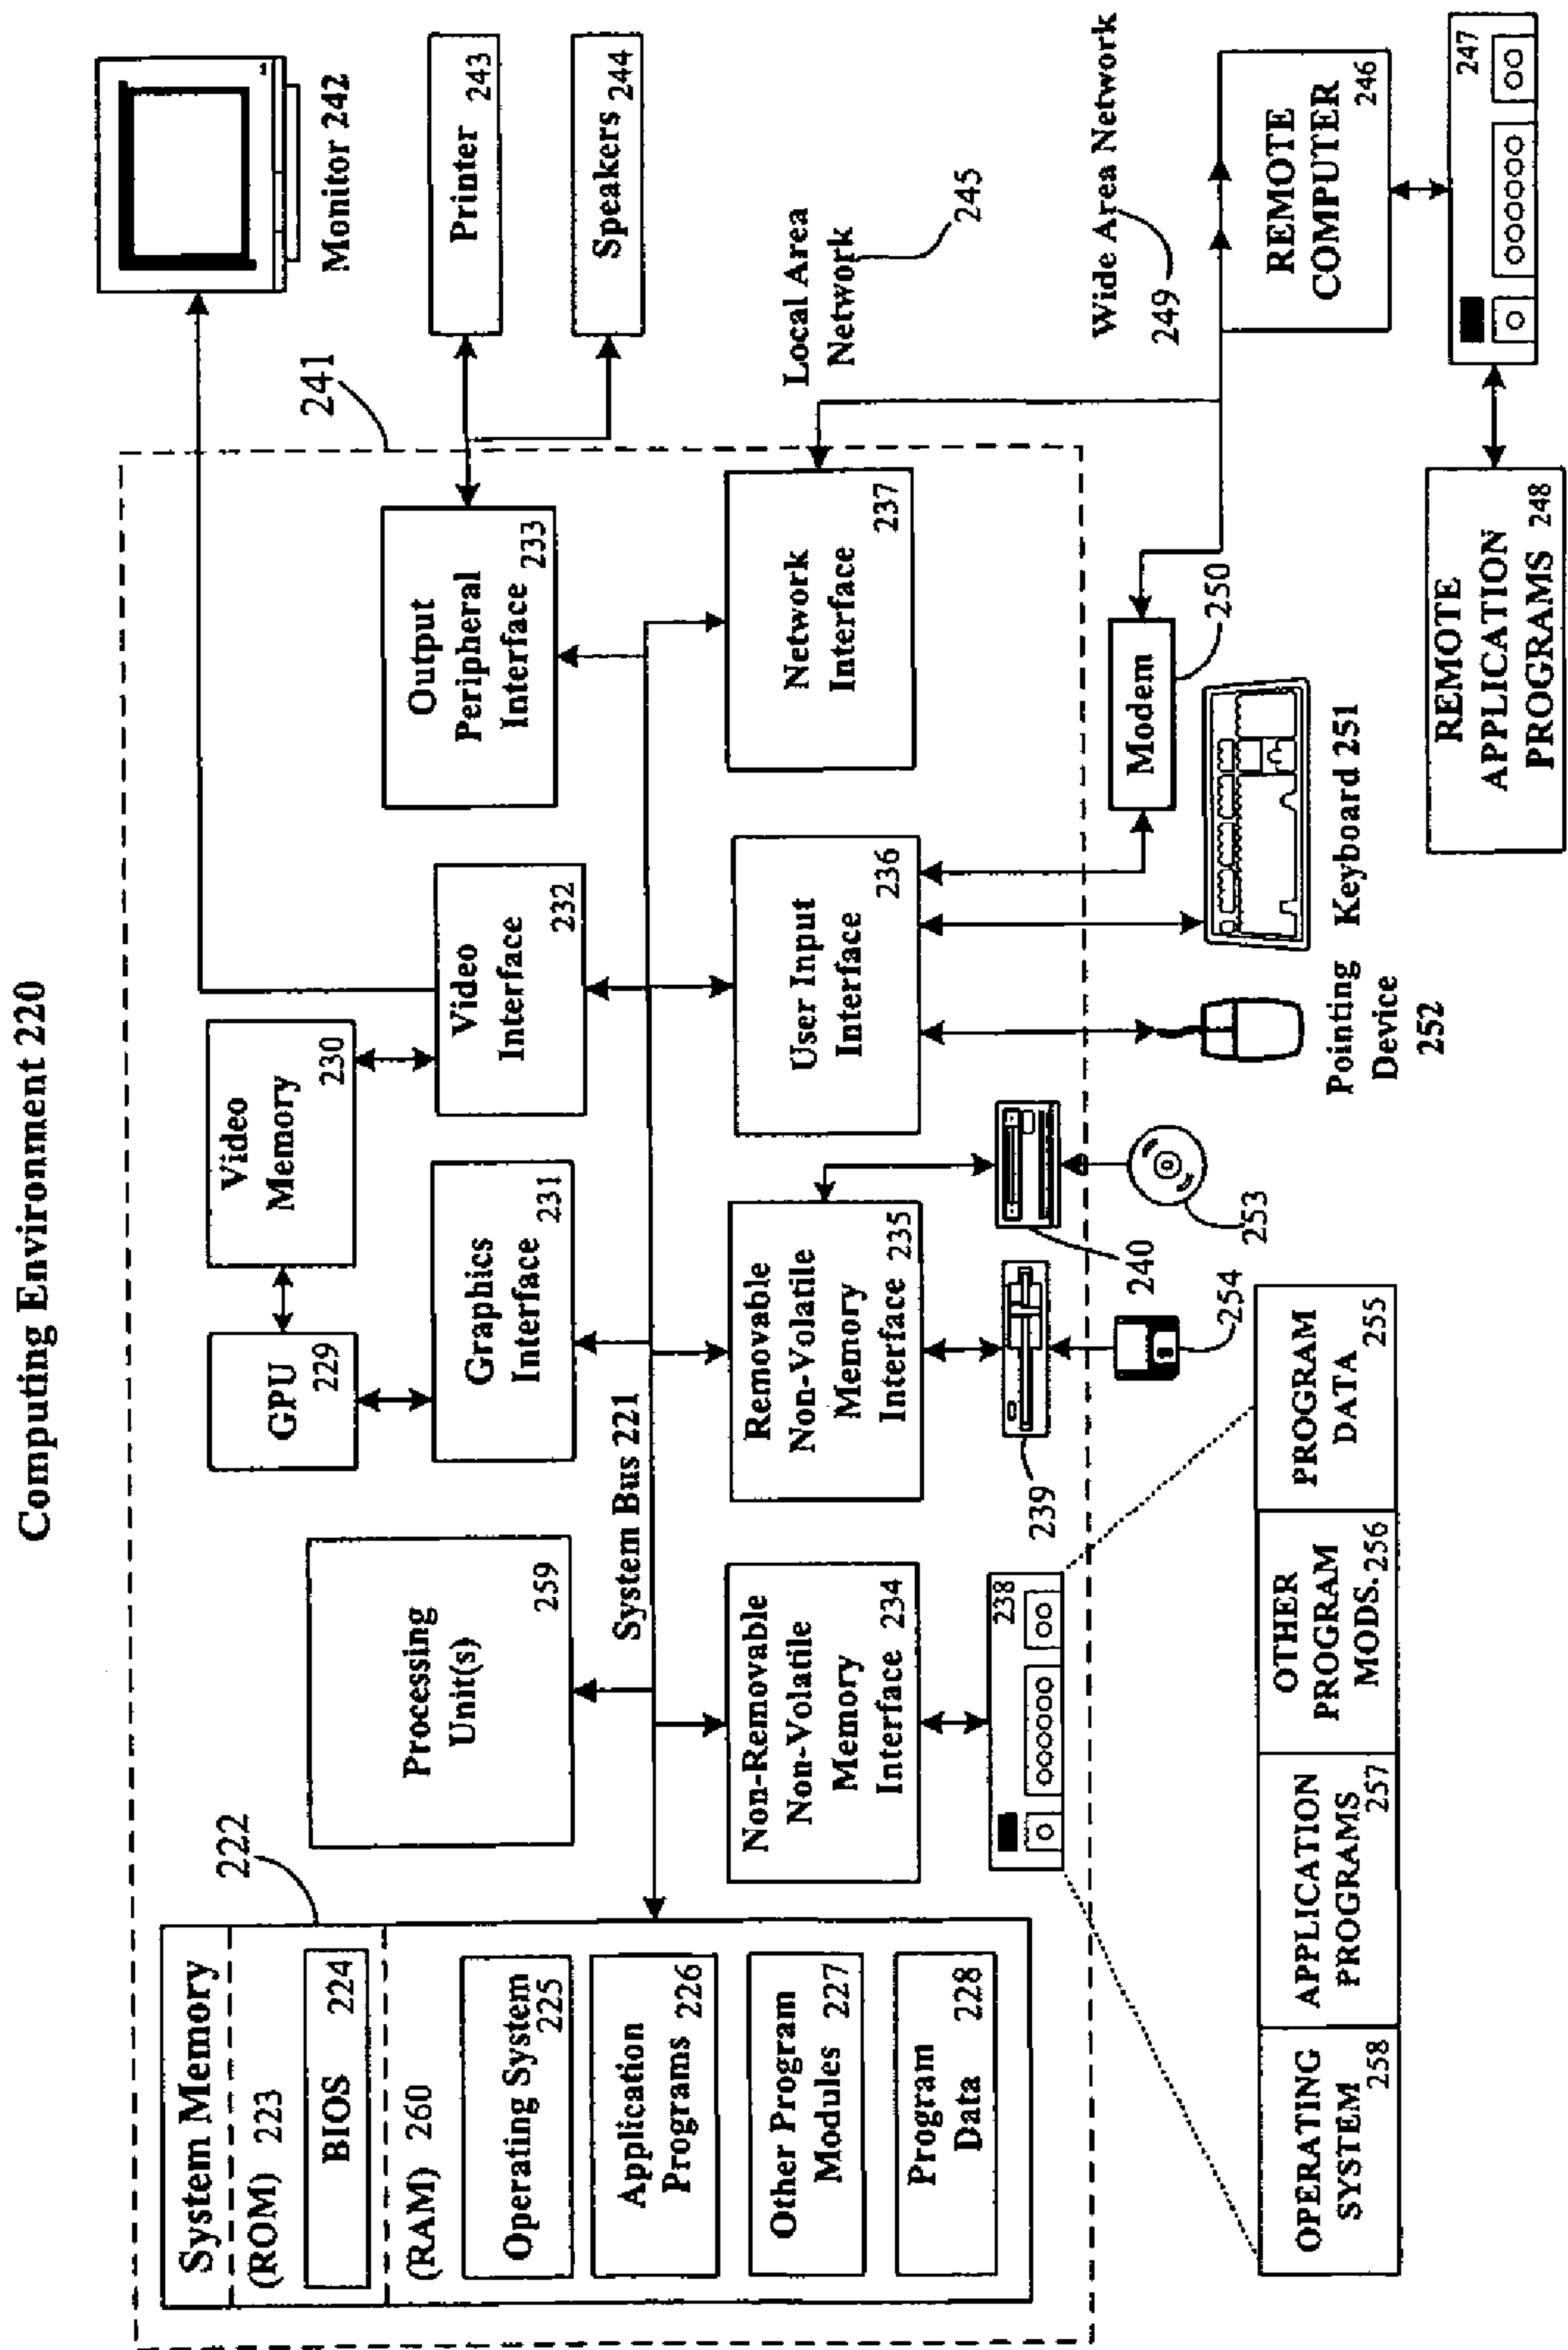 Computing Environment 220
System Memory
(ROM) 223
BIOS 224
(RAM) 260
Operating System
225
Application
Programs 226
Other Program
Modules 227
Program
Data 228
222
Processing
Unit(s)
259
System Bus 221
GPU
229
Video
Memory
230
Graphics
Interface
231
Video
Interface
232
Output
Peripheral
Interface
233
241
Monitor 242
Printer
243
Speakers
244
Non-Removable
Non-Volatile
Memory
Interface 234
Removable
Non-Volatile
Memory
Interface 235
User Input
Interface
236
Network
Interface
237
Local Area
Network
245
238
239
240
254
253
Pointing
Device
252
Keyboard 251
Modem
250
Wide Area Network
249
REMOTE
COMPUTER
246
247
REMOTE
APPLICATION
PROGRAMS 248
OPERATING
SYSTEM
258
APPLICATION
PROGRAMS
257
OTHER
PROGRAM
MODS. 256
PROGRAM
DATA
255